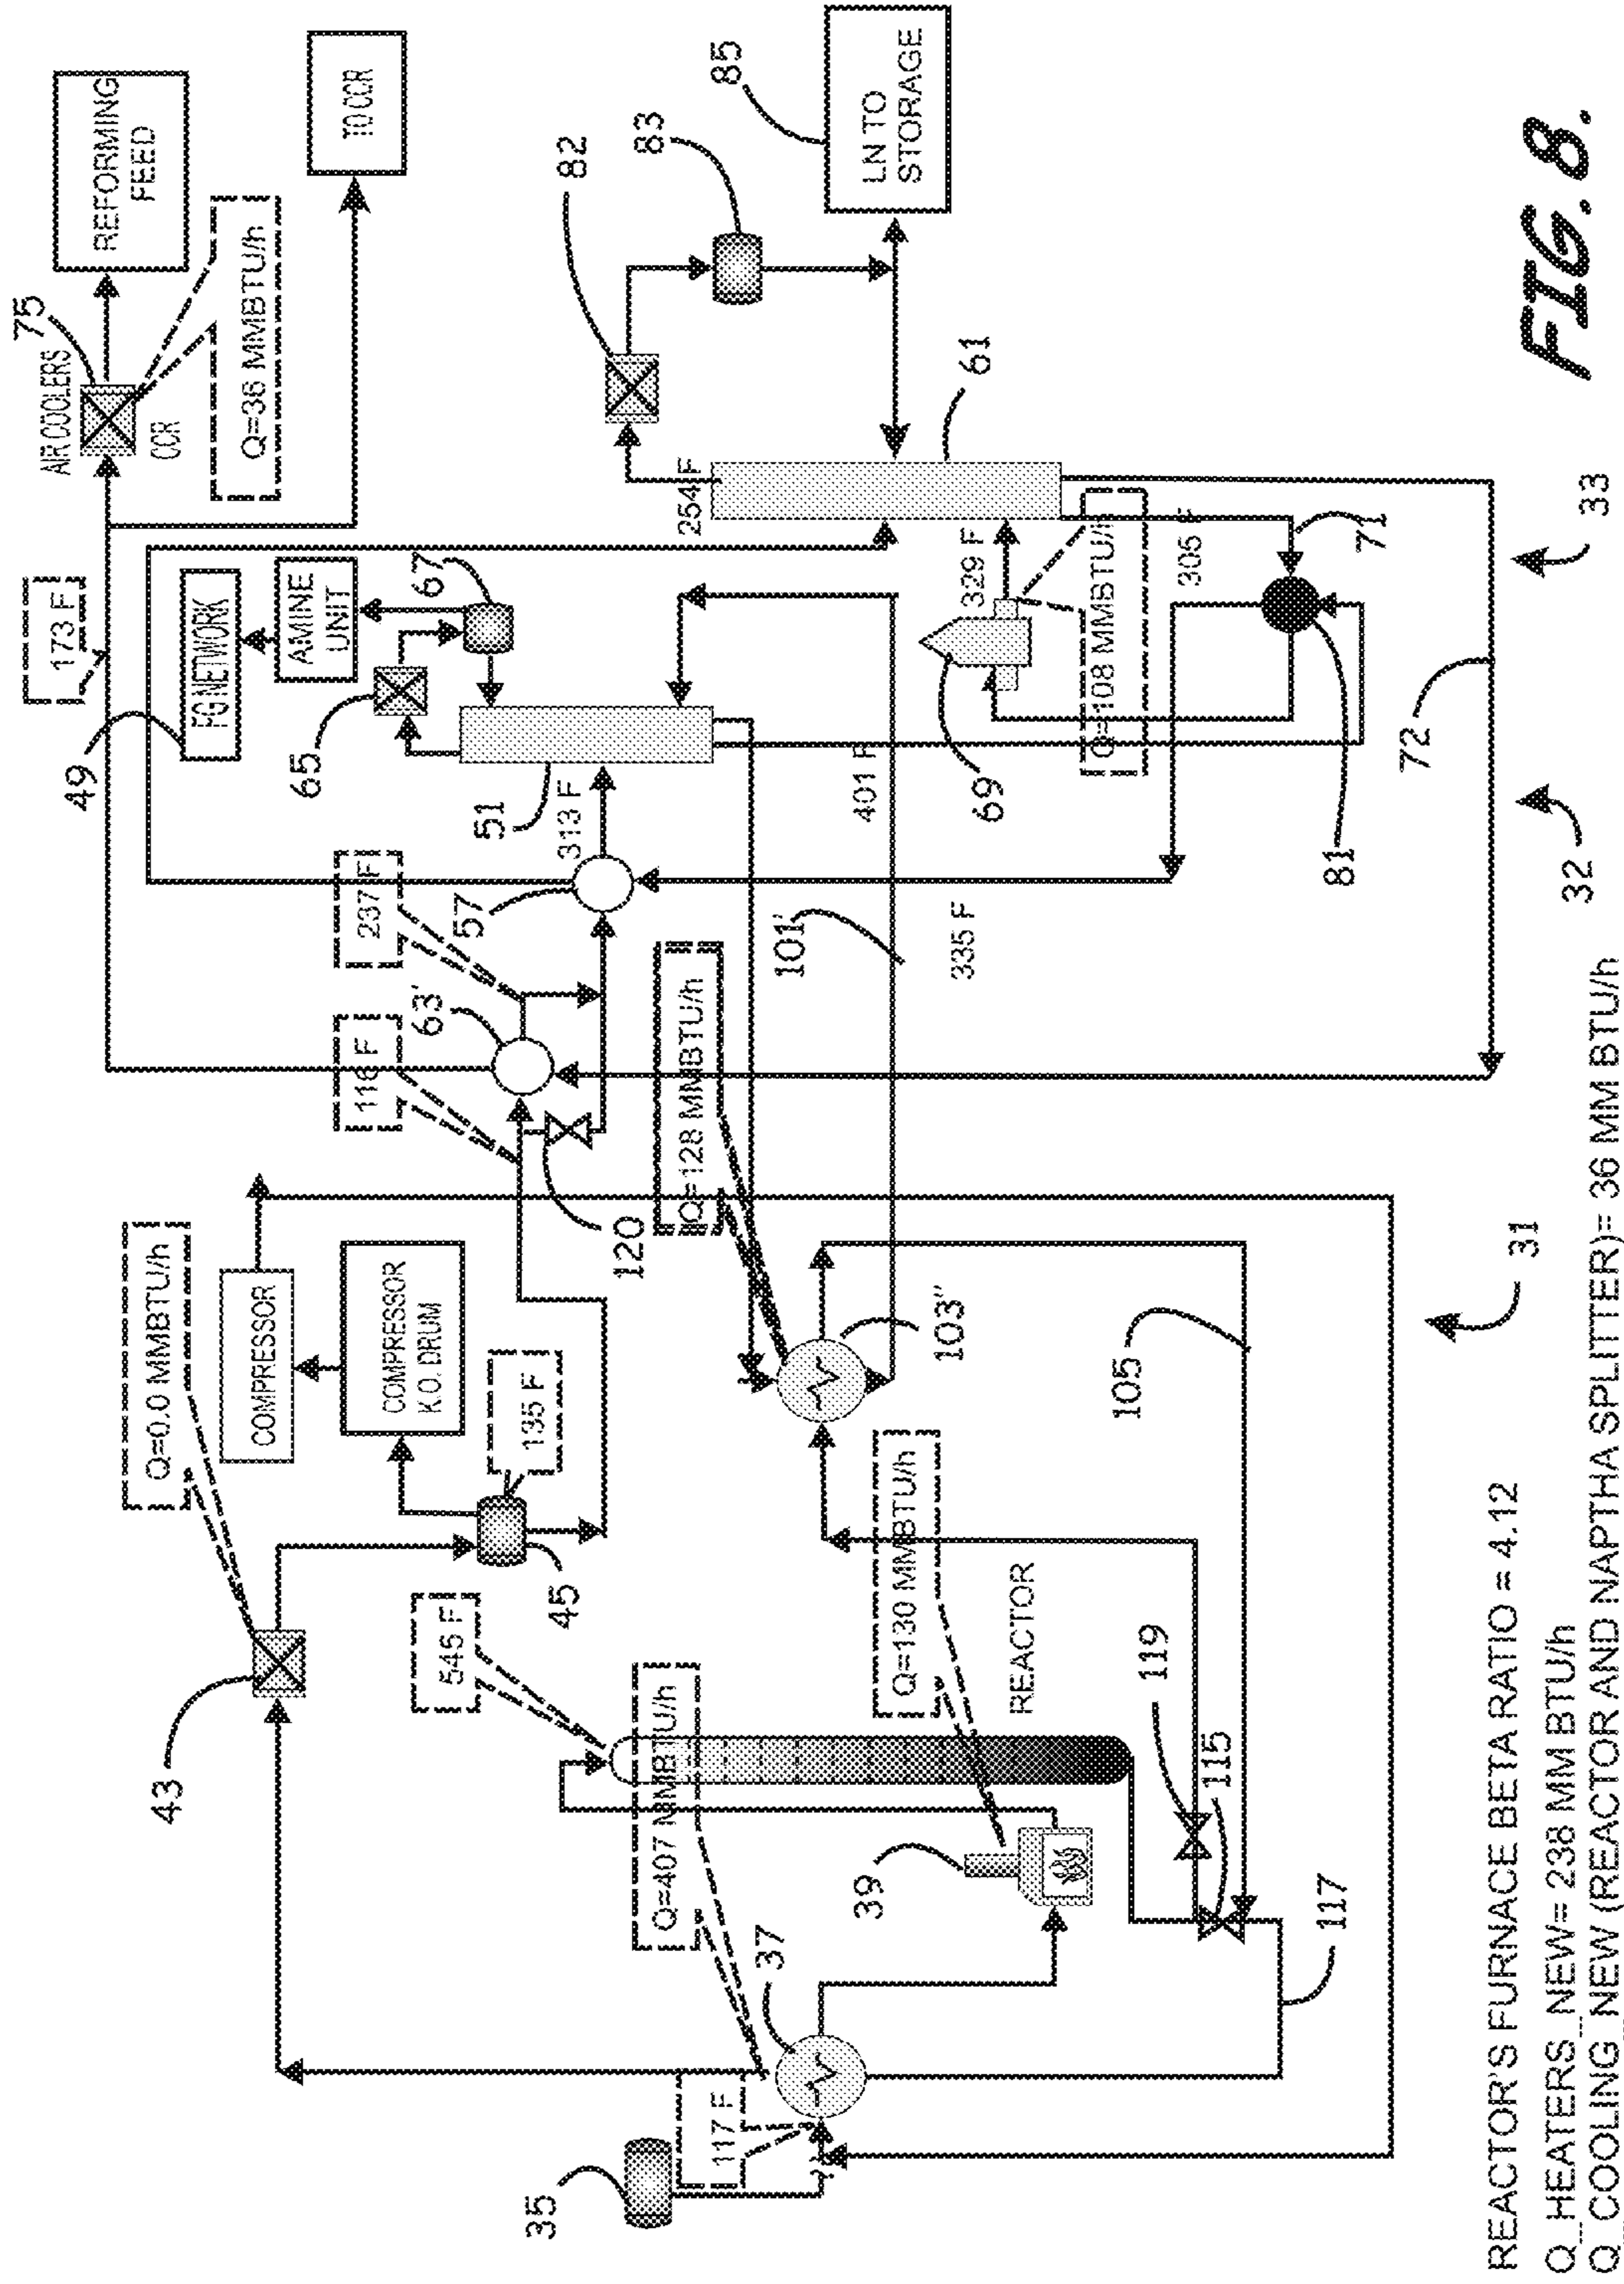 75
AIR COOLERS
CCR
REFORMING
FEED
Q=36 MMBTU/h
TO CCR
173 F
49
FG NETWORK
AMINE
UNIT
67
65
51
313 F
57
237 F
116 F
63'
120
Q=0.0 MMBTU/h
43
COMPRESSOR
COMPRESSOR
K.O. DRUM
135 F
45
545 F
Q=407 MMBTU/h
37
117 F
35
39
Q=130 MMBTU/h
REACTOR
119
115
117
105
103"
Q=128 MMBTU/h
101'
335 F
401 F
69
329 F
Q=108 MMBTU/h
305 F
71
81
72
254 F
61
82
83
85
LN TO
STORAGE
31
32
33
REACTOR'S FURNACE BETA RATIO = 4.12
Q_HEATERS_NEW= 238 MM BTU/h
Q_COOLING_NEW (REACTOR AND NAPTHA SPLITTER)= 36 MM BTU/h
FIG. 8.